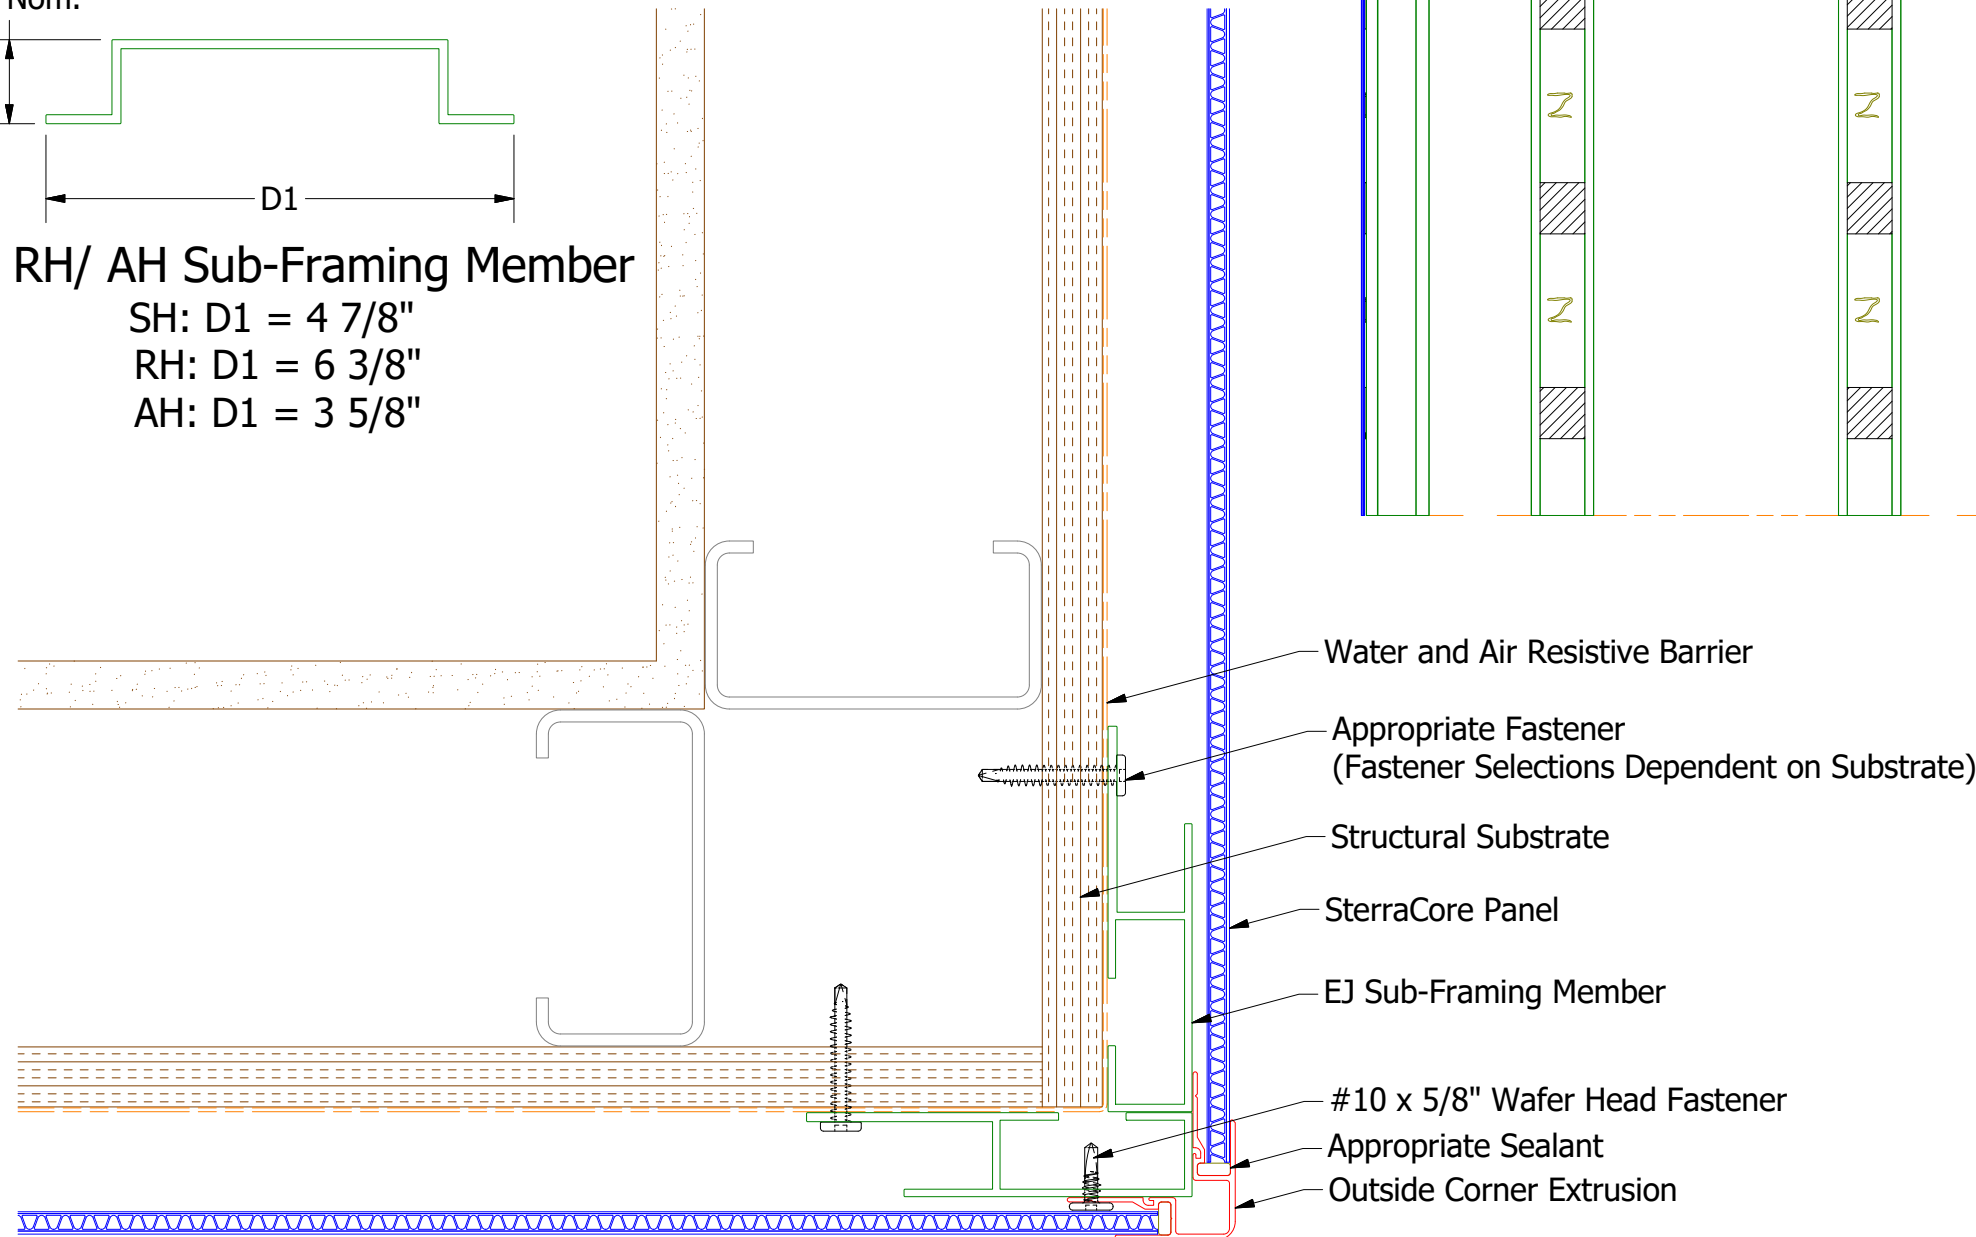 Nom.
D1
RH/ AH Sub-Framing Member
SH: D1 = 4 7/8"
RH: D1 = 6 3/8"
AH: D1 = 3 5/8"
Water and Air Resistive Barrier
Appropriate Fastener
(Fastener Selections Dependent on Substrate)
Structural Substrate
SterraCore Panel
EJ Sub-Framing Member
#10 x 5/8" Wafer Head Fastener
Appropriate Sealant
Outside Corner Extrusion